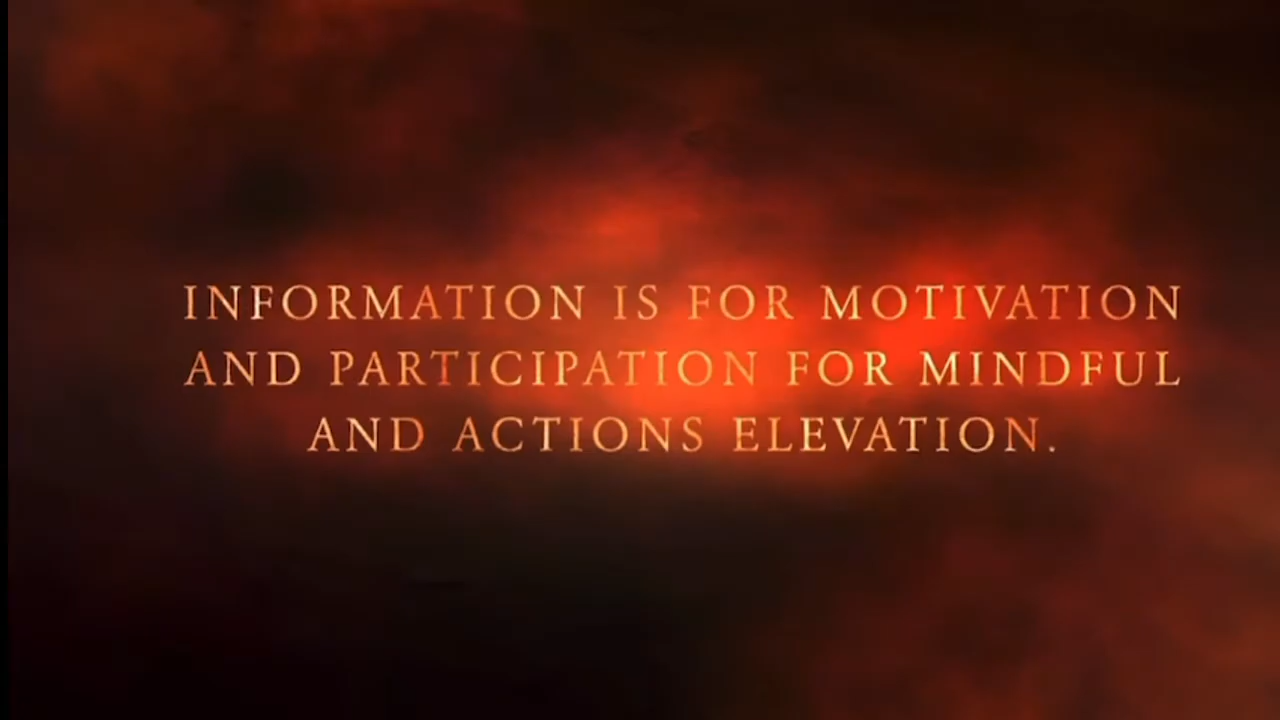 INFORMATION IS FOR MOTIVATION
AND PARTICIPATION FOR MINDFUL
AND ACTIONS ELEVATION.